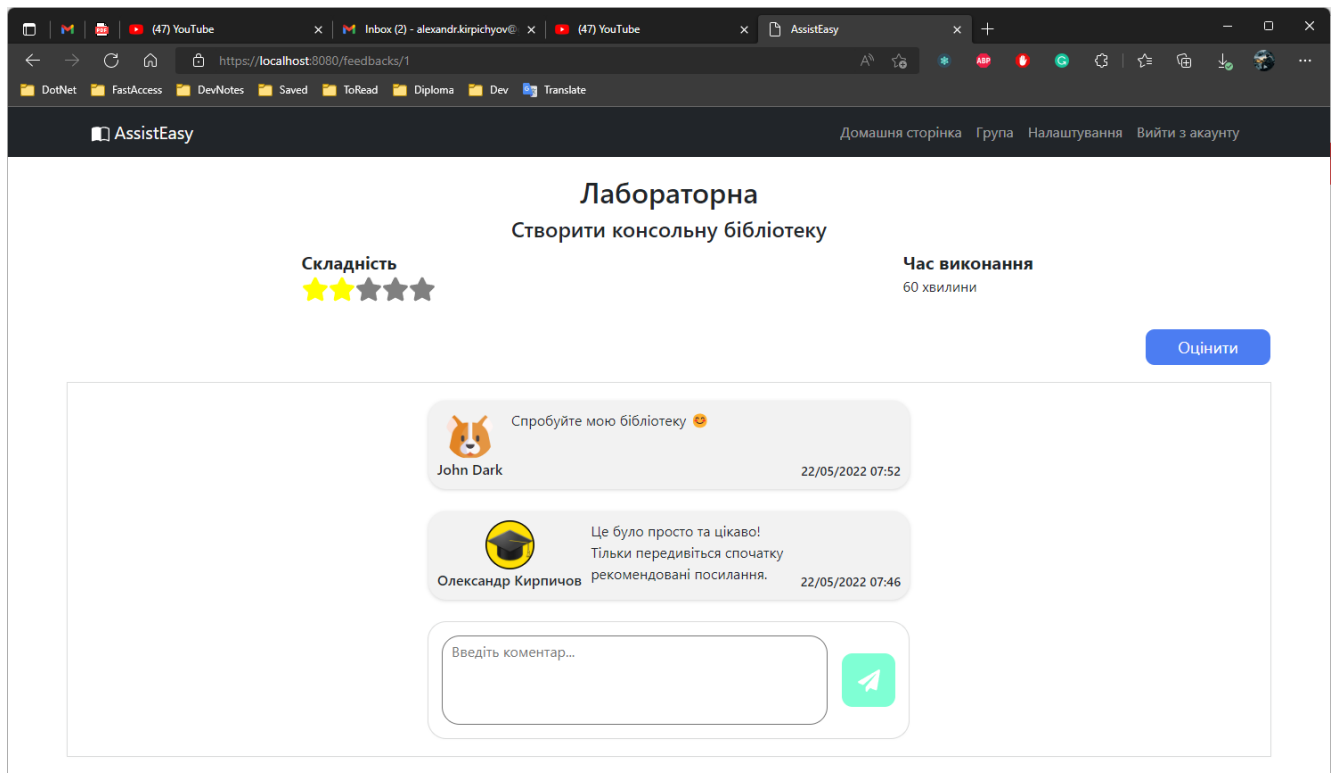 (47) YouTube
Inbox (2) - alexandr.kirpichyov@
(47) YouTube
AssistEasy
https://localhost:8080/feedbacks/1
DotNet FastAccess DevNotes Saved ToRead Diploma Dev Translate
AssistEasy
Домашня сторінка Група Налаштування Вийти з акаунту
Лабораторна
Створити консольну бібліотеку
Складність
Час виконання
60 хвилини
Оцінити
Спробуйте мою бібліотеку 😊
John Dark
22/05/2022 07:52
Це було просто та цікаво!
Тільки передивіться спочатку
рекомендовані посилання.
Олександр Кирпичов
22/05/2022 07:46
Введіть коментар...